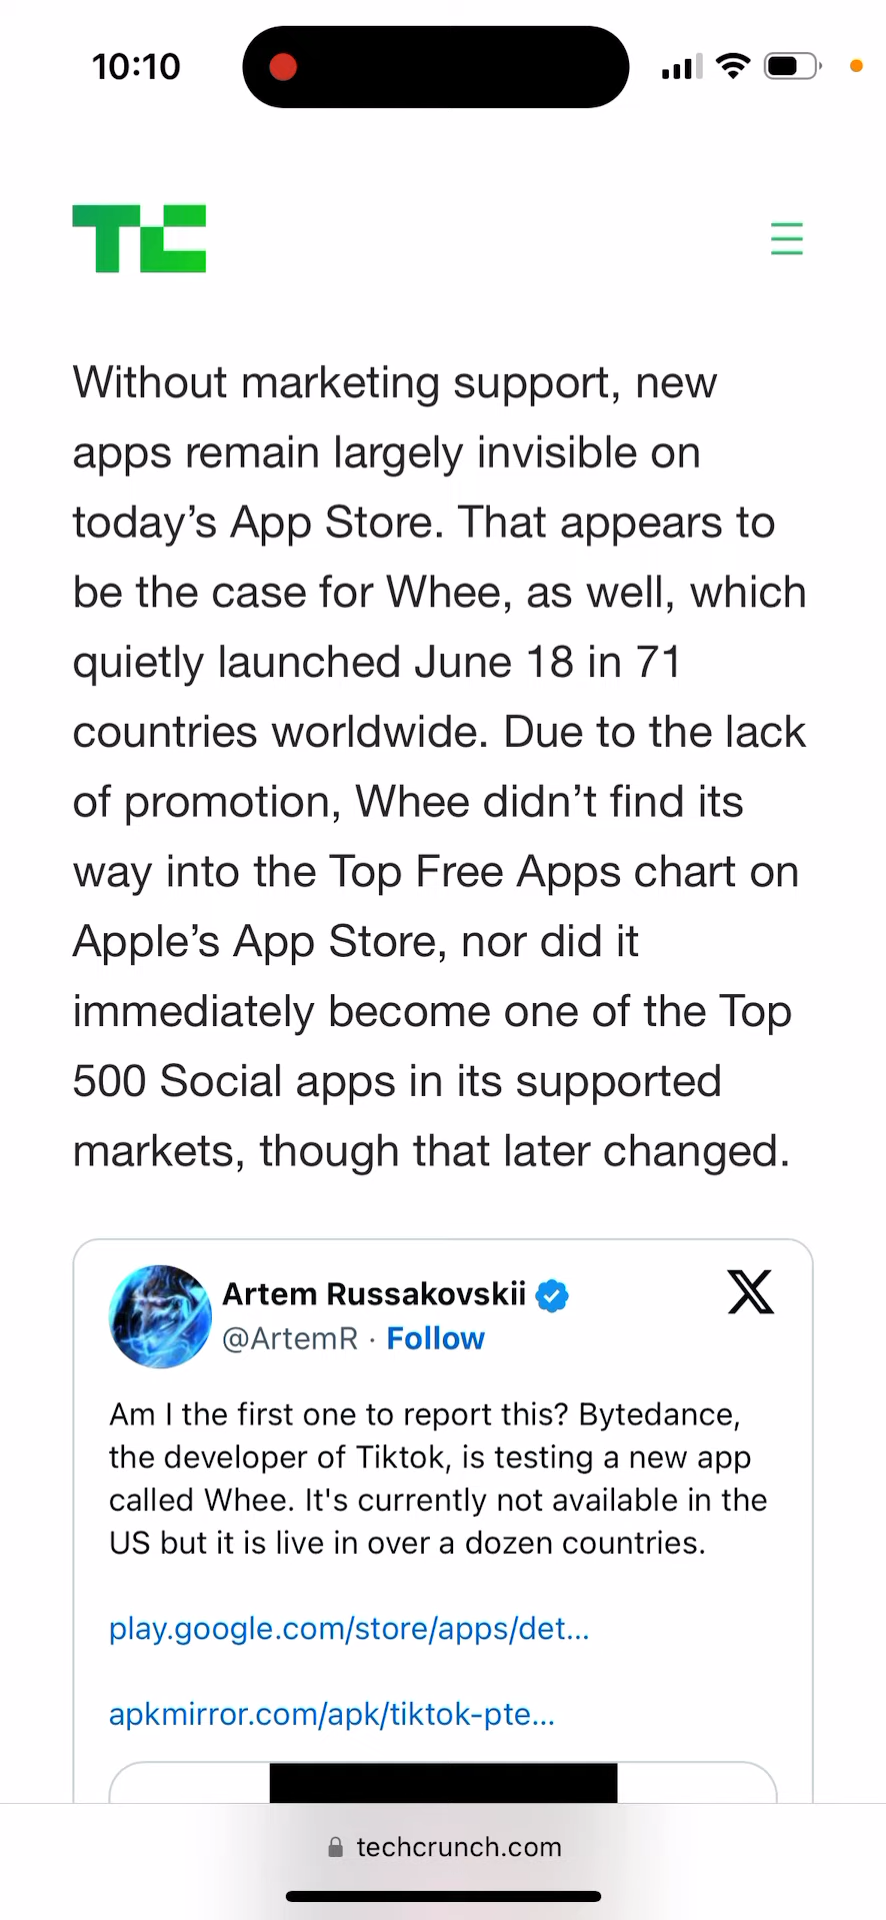 10:10
TC
Without marketing support, new
apps remain largely invisible on
today’s App Store. That appears to
be the case for Whee, as well, which
quietly launched June 18 in 71
countries worldwide. Due to the lack
of promotion, Whee didn’t find its
way into the Top Free Apps chart on
Apple’s App Store, nor did it
immediately become one of the Top
500 Social apps in its supported
markets, though that later changed.
Artem Russakovskii
@ArtemR · Follow
Am I the first one to report this? Bytedance,
the developer of Tiktok, is testing a new app
called Whee. It's currently not available in the
US but it is live in over a dozen countries.
play.google.com/store/apps/det...
apkmirror.com/apk/tiktok-pte...
techcrunch.com